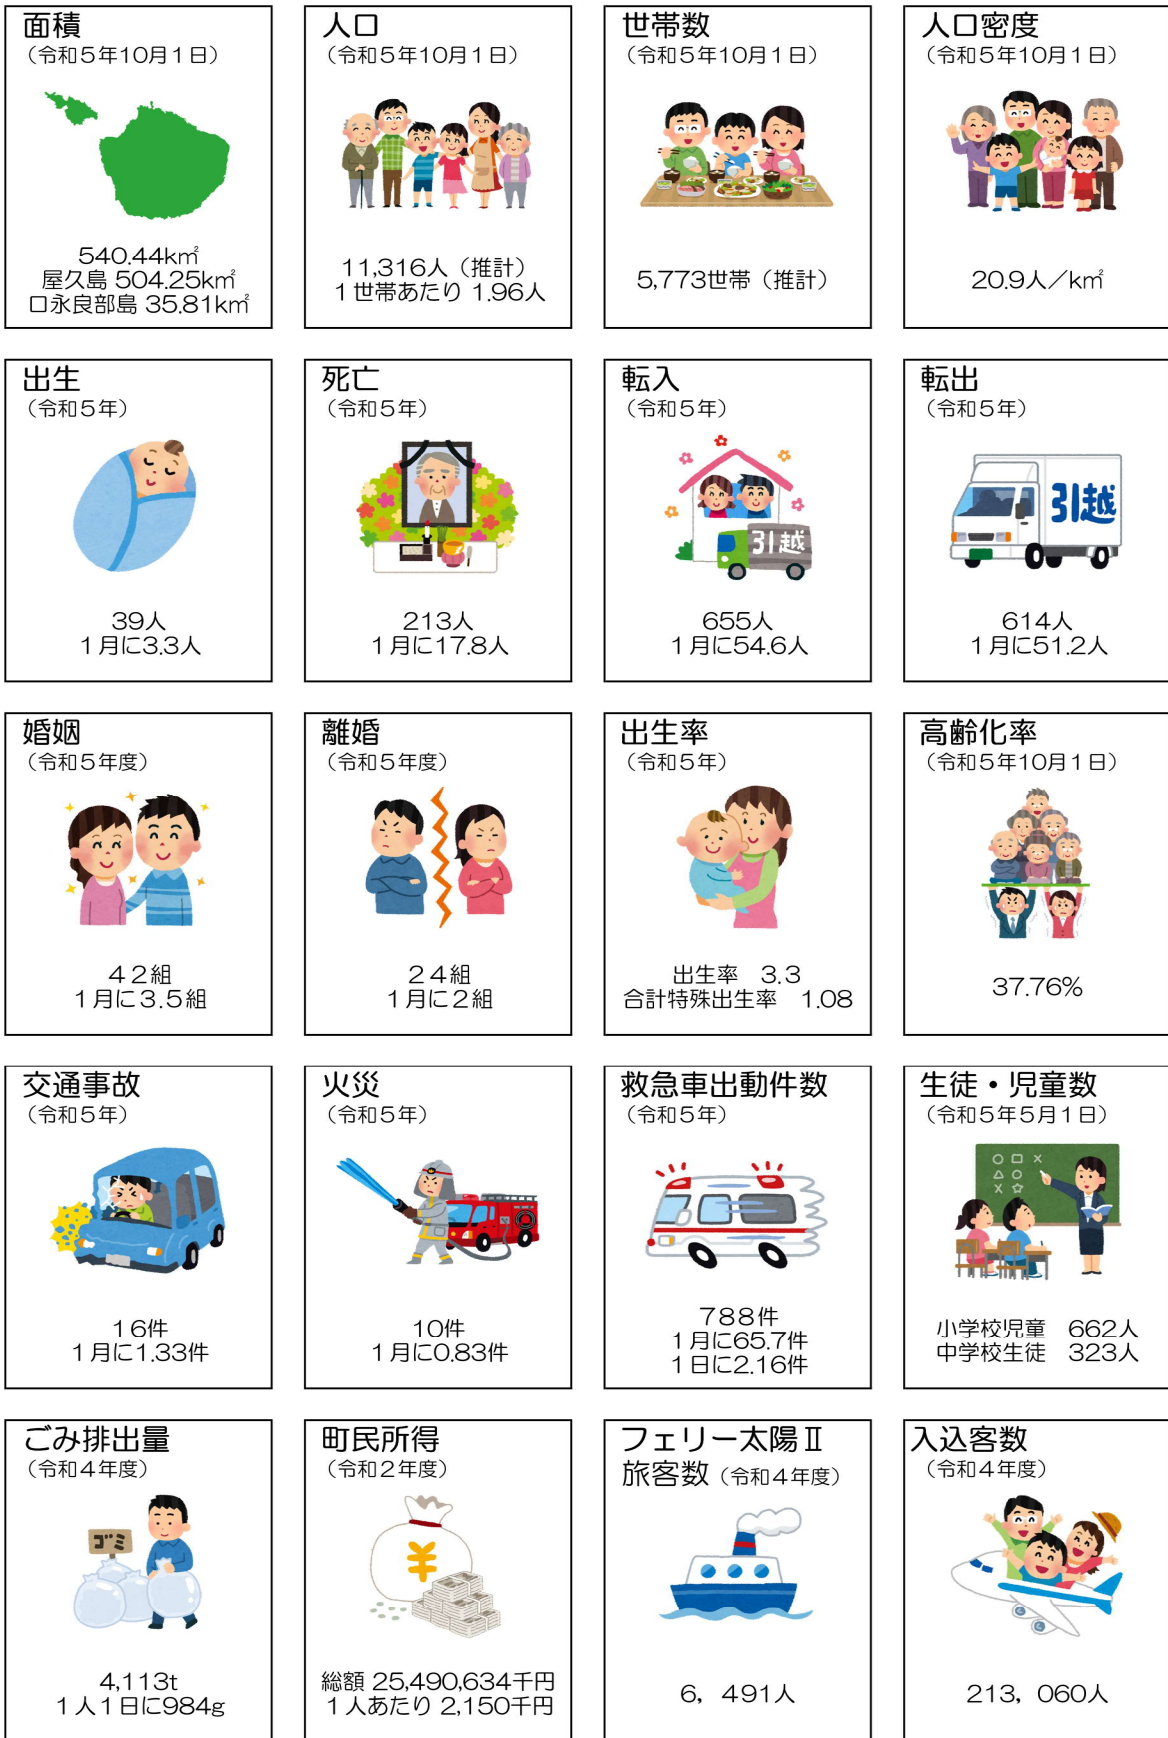 面積
（令和5年10月1日）
540.44k㎡
屋久島 504.25k㎡
口永良部島 35.81k㎡
人口
（令和5年10月1日）
11,316人（推計）
1世帯あたり 1.96人
世帯数
（令和5年10月1日）
5,773世帯（推計）
人口密度
（令和5年10月1日）
20.9人／k㎡
出生
（令和5年）
39人
1月に3.3人
死亡
（令和5年）
213人
1月に17.8人
転入
（令和5年）
引越
655人
1月に54.6人
転出
（令和5年）
引越
614人
1月に51.2人
婚姻
（令和5年度）
42組
1月に3.5組
離婚
（令和5年度）
24組
1月に2組
出生率
（令和5年）
出生率　3.3
合計特殊出生率　1.08
高齢化率
（令和5年10月1日）
37.76%
交通事故
（令和5年）
16件
1月に1.33件
火災
（令和5年）
10件
1月に0.83件
救急車出動件数
（令和5年）
788件
1月に65.7件
1日に2.16件
生徒・児童数
（令和5年5月1日）
小学校児童　662人
中学校生徒　323人
ごみ排出量
（令和4年度）
ゴミ
4,113t
1人1日に984g
町民所得
（令和2年度）
¥
総額 25,490,634千円
1人あたり 2,150千円
フェリー太陽Ⅱ
旅客数（令和4年度）
6，491人
入込客数
（令和4年度）
213，060人